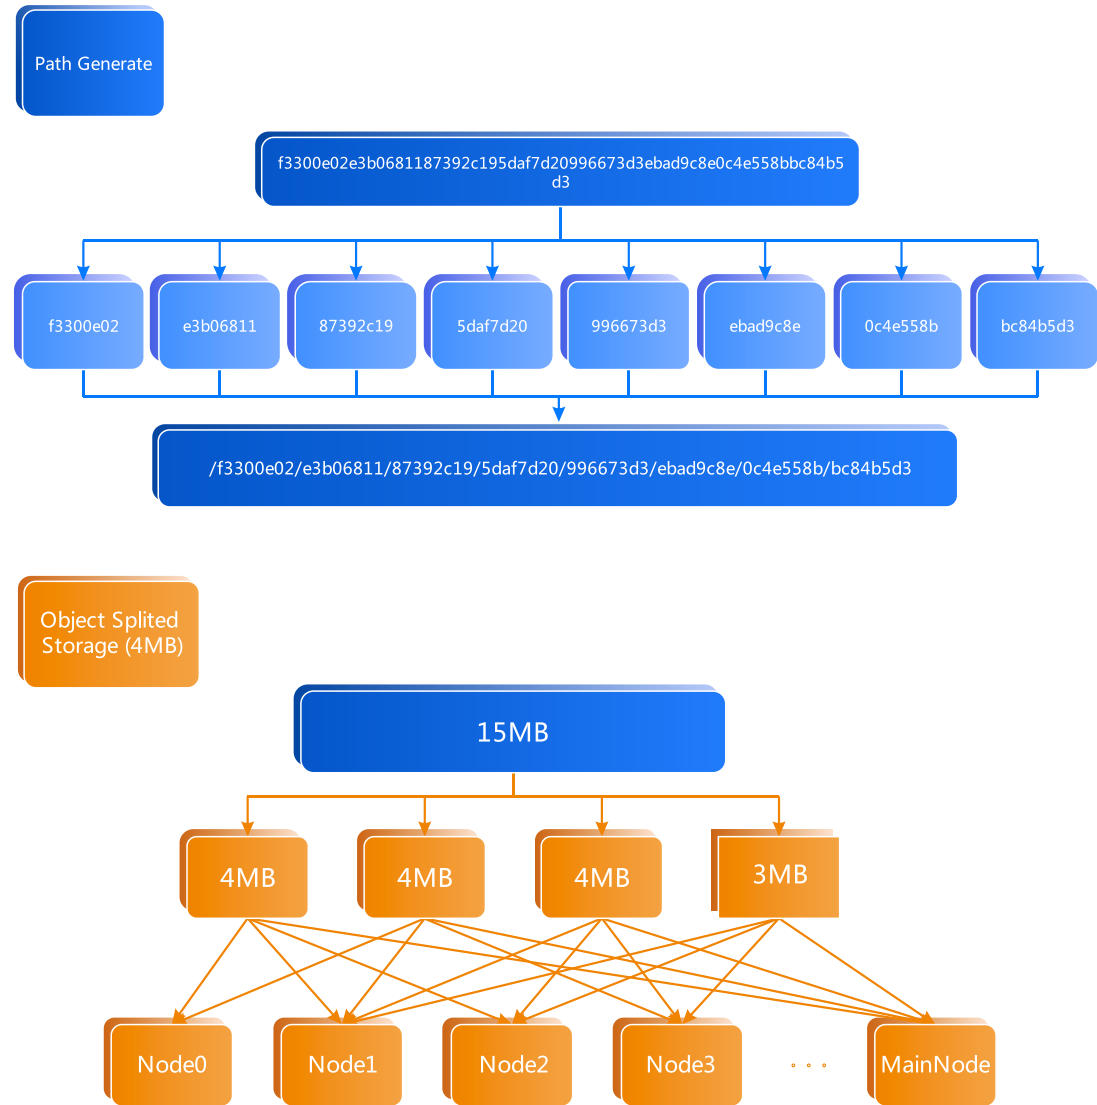 Path Generate
f3300e02e3b0681187392c195daf7d20996673d3ebad9c8e0c4e558bbc84b5
d3
f3300e02
e3b06811
87392c19
5daf7d20
996673d3
ebad9c8e
0c4e558b
bc84b5d3
/f3300e02/e3b06811/87392c19/5daf7d20/996673d3/ebad9c8e/0c4e558b/bc84b5d3
Object Splited
Storage (4MB)
15MB
4MB
4MB
4MB
3MB
Node0
Node1
Node2
Node3
。。。
MainNode